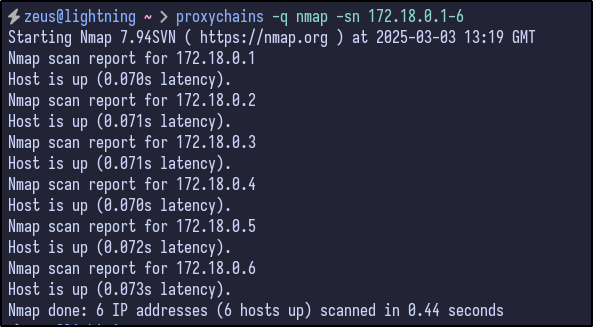 zeus@lightning ~ > proxychains -q nmap -sn 172.18.0.1-6
Starting Nmap 7.94SVN ( https://nmap.org ) at 2025-03-03 13:19 GMT
Nmap scan report for 172.18.0.1
Host is up (0.070s latency).
Nmap scan report for 172.18.0.2
Host is up (0.071s latency).
Nmap scan report for 172.18.0.3
Host is up (0.071s latency).
Nmap scan report for 172.18.0.4
Host is up (0.070s latency).
Nmap scan report for 172.18.0.5
Host is up (0.072s latency).
Nmap scan report for 172.18.0.6
Host is up (0.073s latency).
Nmap done: 6 IP addresses (6 hosts up) scanned in 0.44 seconds